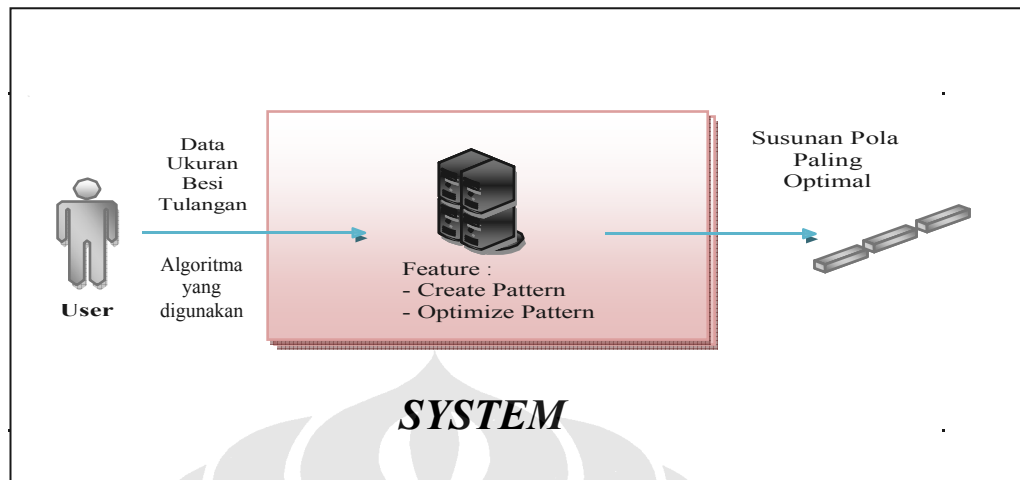 Data
Ukuran
Besi
Tulangan
Algoritma
yang
digunakan
User
Feature :
- Create Pattern
- Optimize Pattern
Susunan Pola
Paling
Optimal
SYSTEM